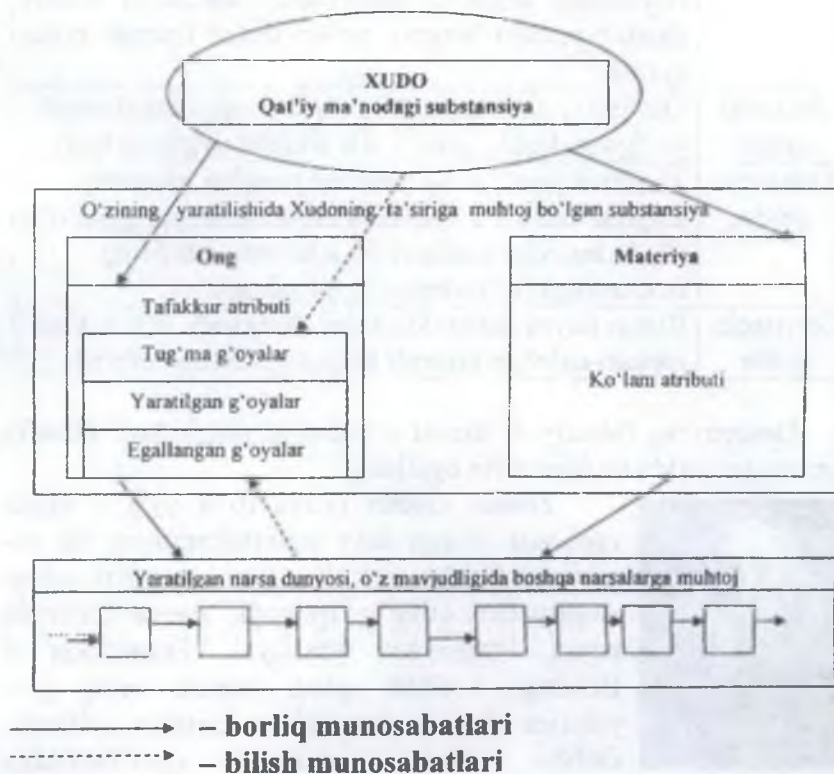 XUDO
Qat'iy ma'nodagi substansiya
O'zining yaratilishida Xudoning ta'siriga muhtoj bo'lgan substansiya
Ong
Materiya
Tafakkur atributi
Tug'ma g'oyalar
Ko'lam atributi
Yaratilgan g'oyalar
Egallangan g'oyalar
Yaratilgan narsa dunyosi, o'z mavjudligida boshqa narsalarga muhtoj
– borliq munosabatlari
– bilish munosabatlari